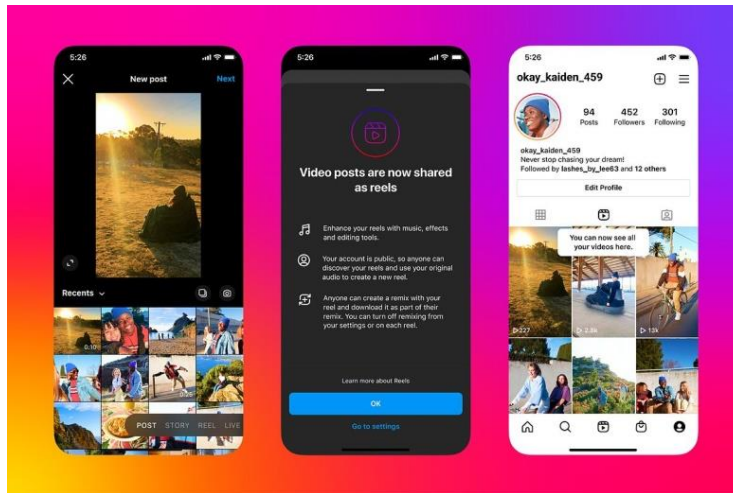 5:26
New post
Next
Recents
0:10
0:25
POST STORY REEL LIVE
5:26
Video posts are now shared
as reels
Enhance your reels with music, effects
and editing tools.
Your account is public, so anyone can
discover your reels and use your original
audio to create a new reel.
Anyone can create a remix with your
reel and download it as part of their
remix. You can turn off remixing from
your settings or on each reel.
Learn more about Reels
OK
Go to settings
5:26
okay_kaiden_459
94 452 301
Posts Followers Following
okay_kaiden_459
Never stop chasing your dream!
Followed by lashes_by_lee63 and 12 others
Edit Profile
You can now see all
your videos here.
227 2.8k 12k